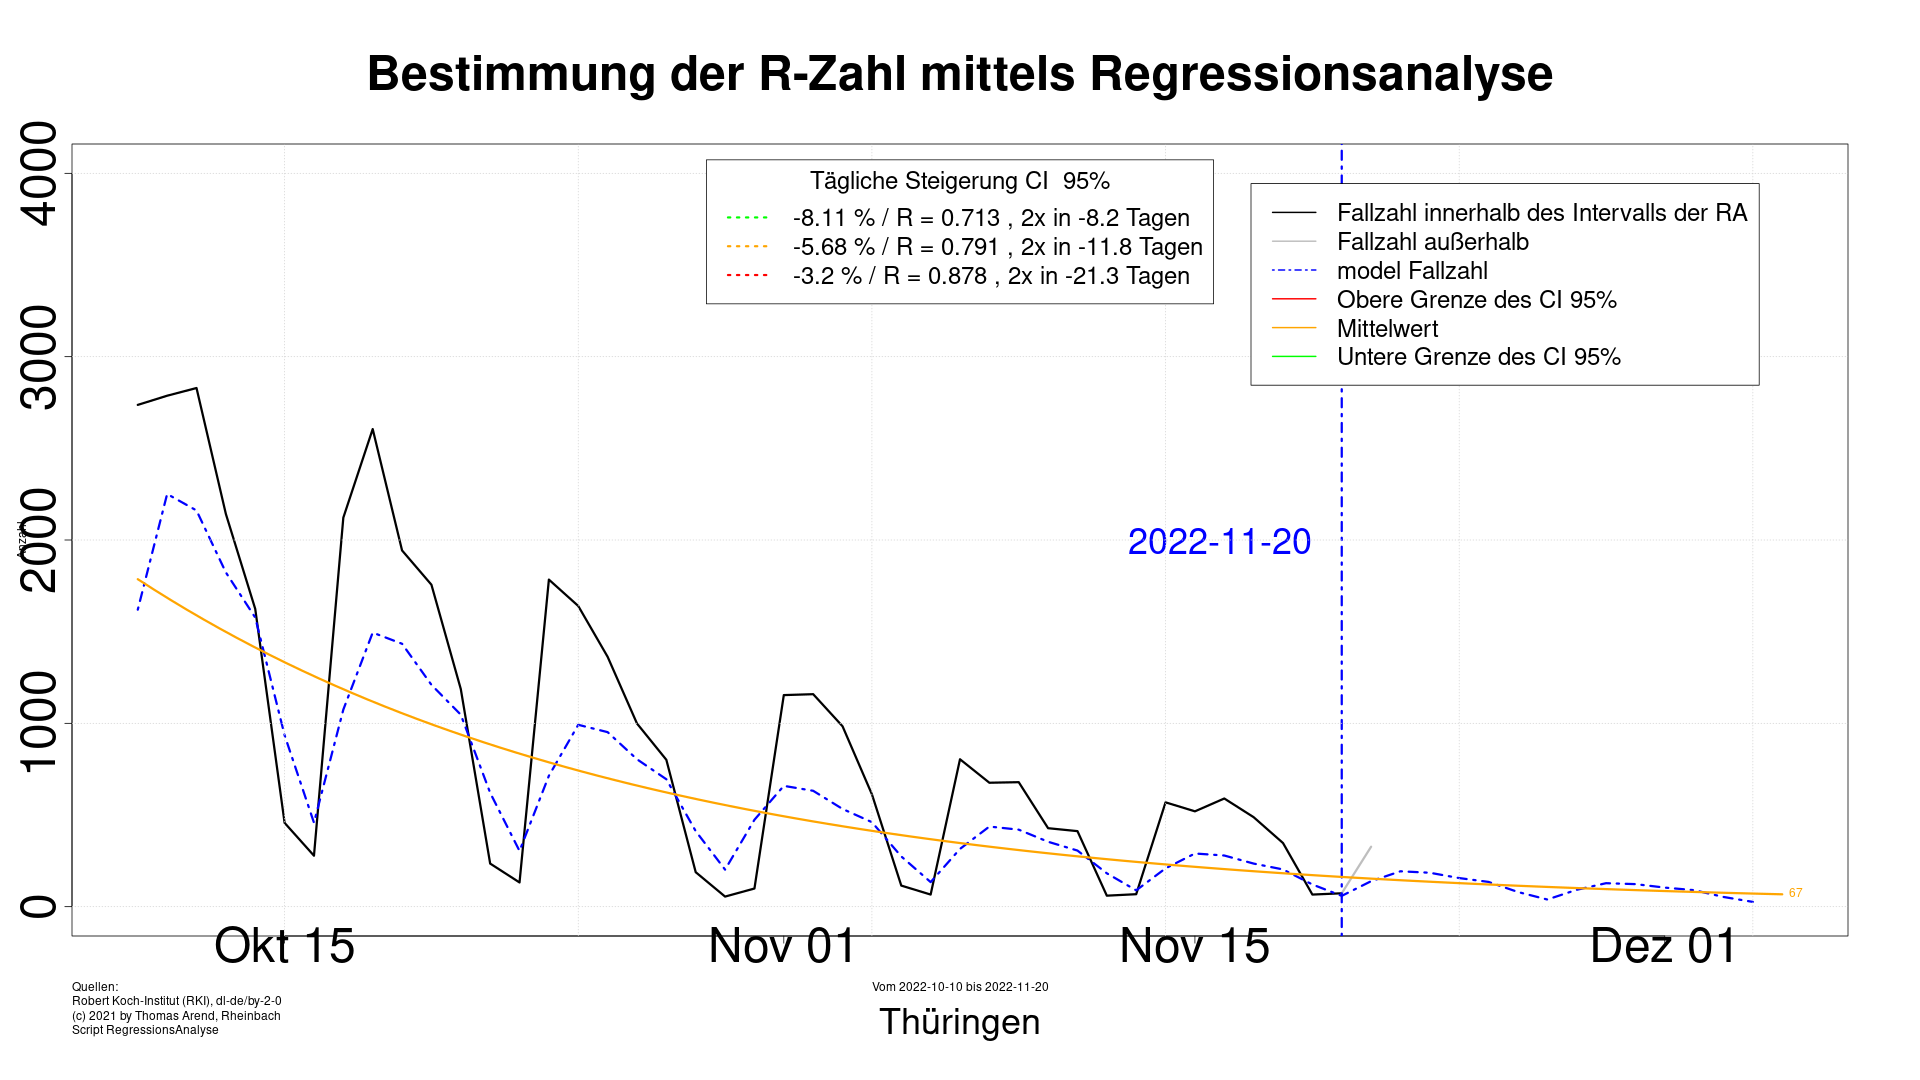 Bestimmung der R-Zahl mittels Regressionsanalyse
Tägliche Steigerung CI  95%
-8.11 % / R = 0.713 , 2x in -8.2 Tagen
-5.68 % / R = 0.791 , 2x in -11.8 Tagen
-3.2 % / R = 0.878 , 2x in -21.3 Tagen
Fallzahl innerhalb des Intervalls der RA
Fallzahl außerhalb
model Fallzahl
Obere Grenze des CI 95%
Mittelwert
Untere Grenze des CI 95%
4000
3000
2000
1000
0
Anzahl
2022-11-20
67
Okt 15
Nov 01
Nov 15
Dez 01
Quellen:
Robert Koch-Institut (RKI), dl-de/by-2-0
(c) 2021 by Thomas Arend, Rheinbach
Script RegressionsAnalyse
Vom 2022-10-10 bis 2022-11-20
Thüringen